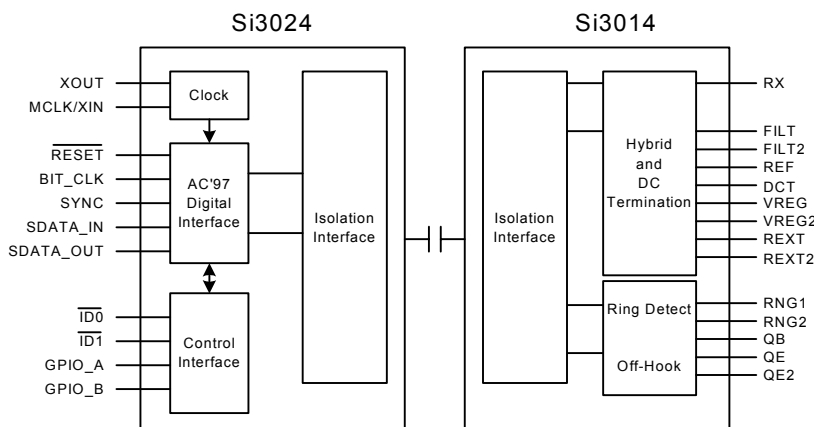 Si3024
Si3014
XOUT
MCLK/XIN
RESET
BIT_CLK
SYNC
SDATA_IN
SDATA_OUT
ID0
ID1
GPIO_A
GPIO_B
Clock
AC'97
Digital
Interface
Control
Interface
Isolation
Interface
Isolation
Interface
Hybrid
and
DC
Termination
Ring Detect
Off-Hook
RX
FILT
FILT2
REF
DCT
VREG
VREG2
REXT
REXT2
RNG1
RNG2
QB
QE
QE2